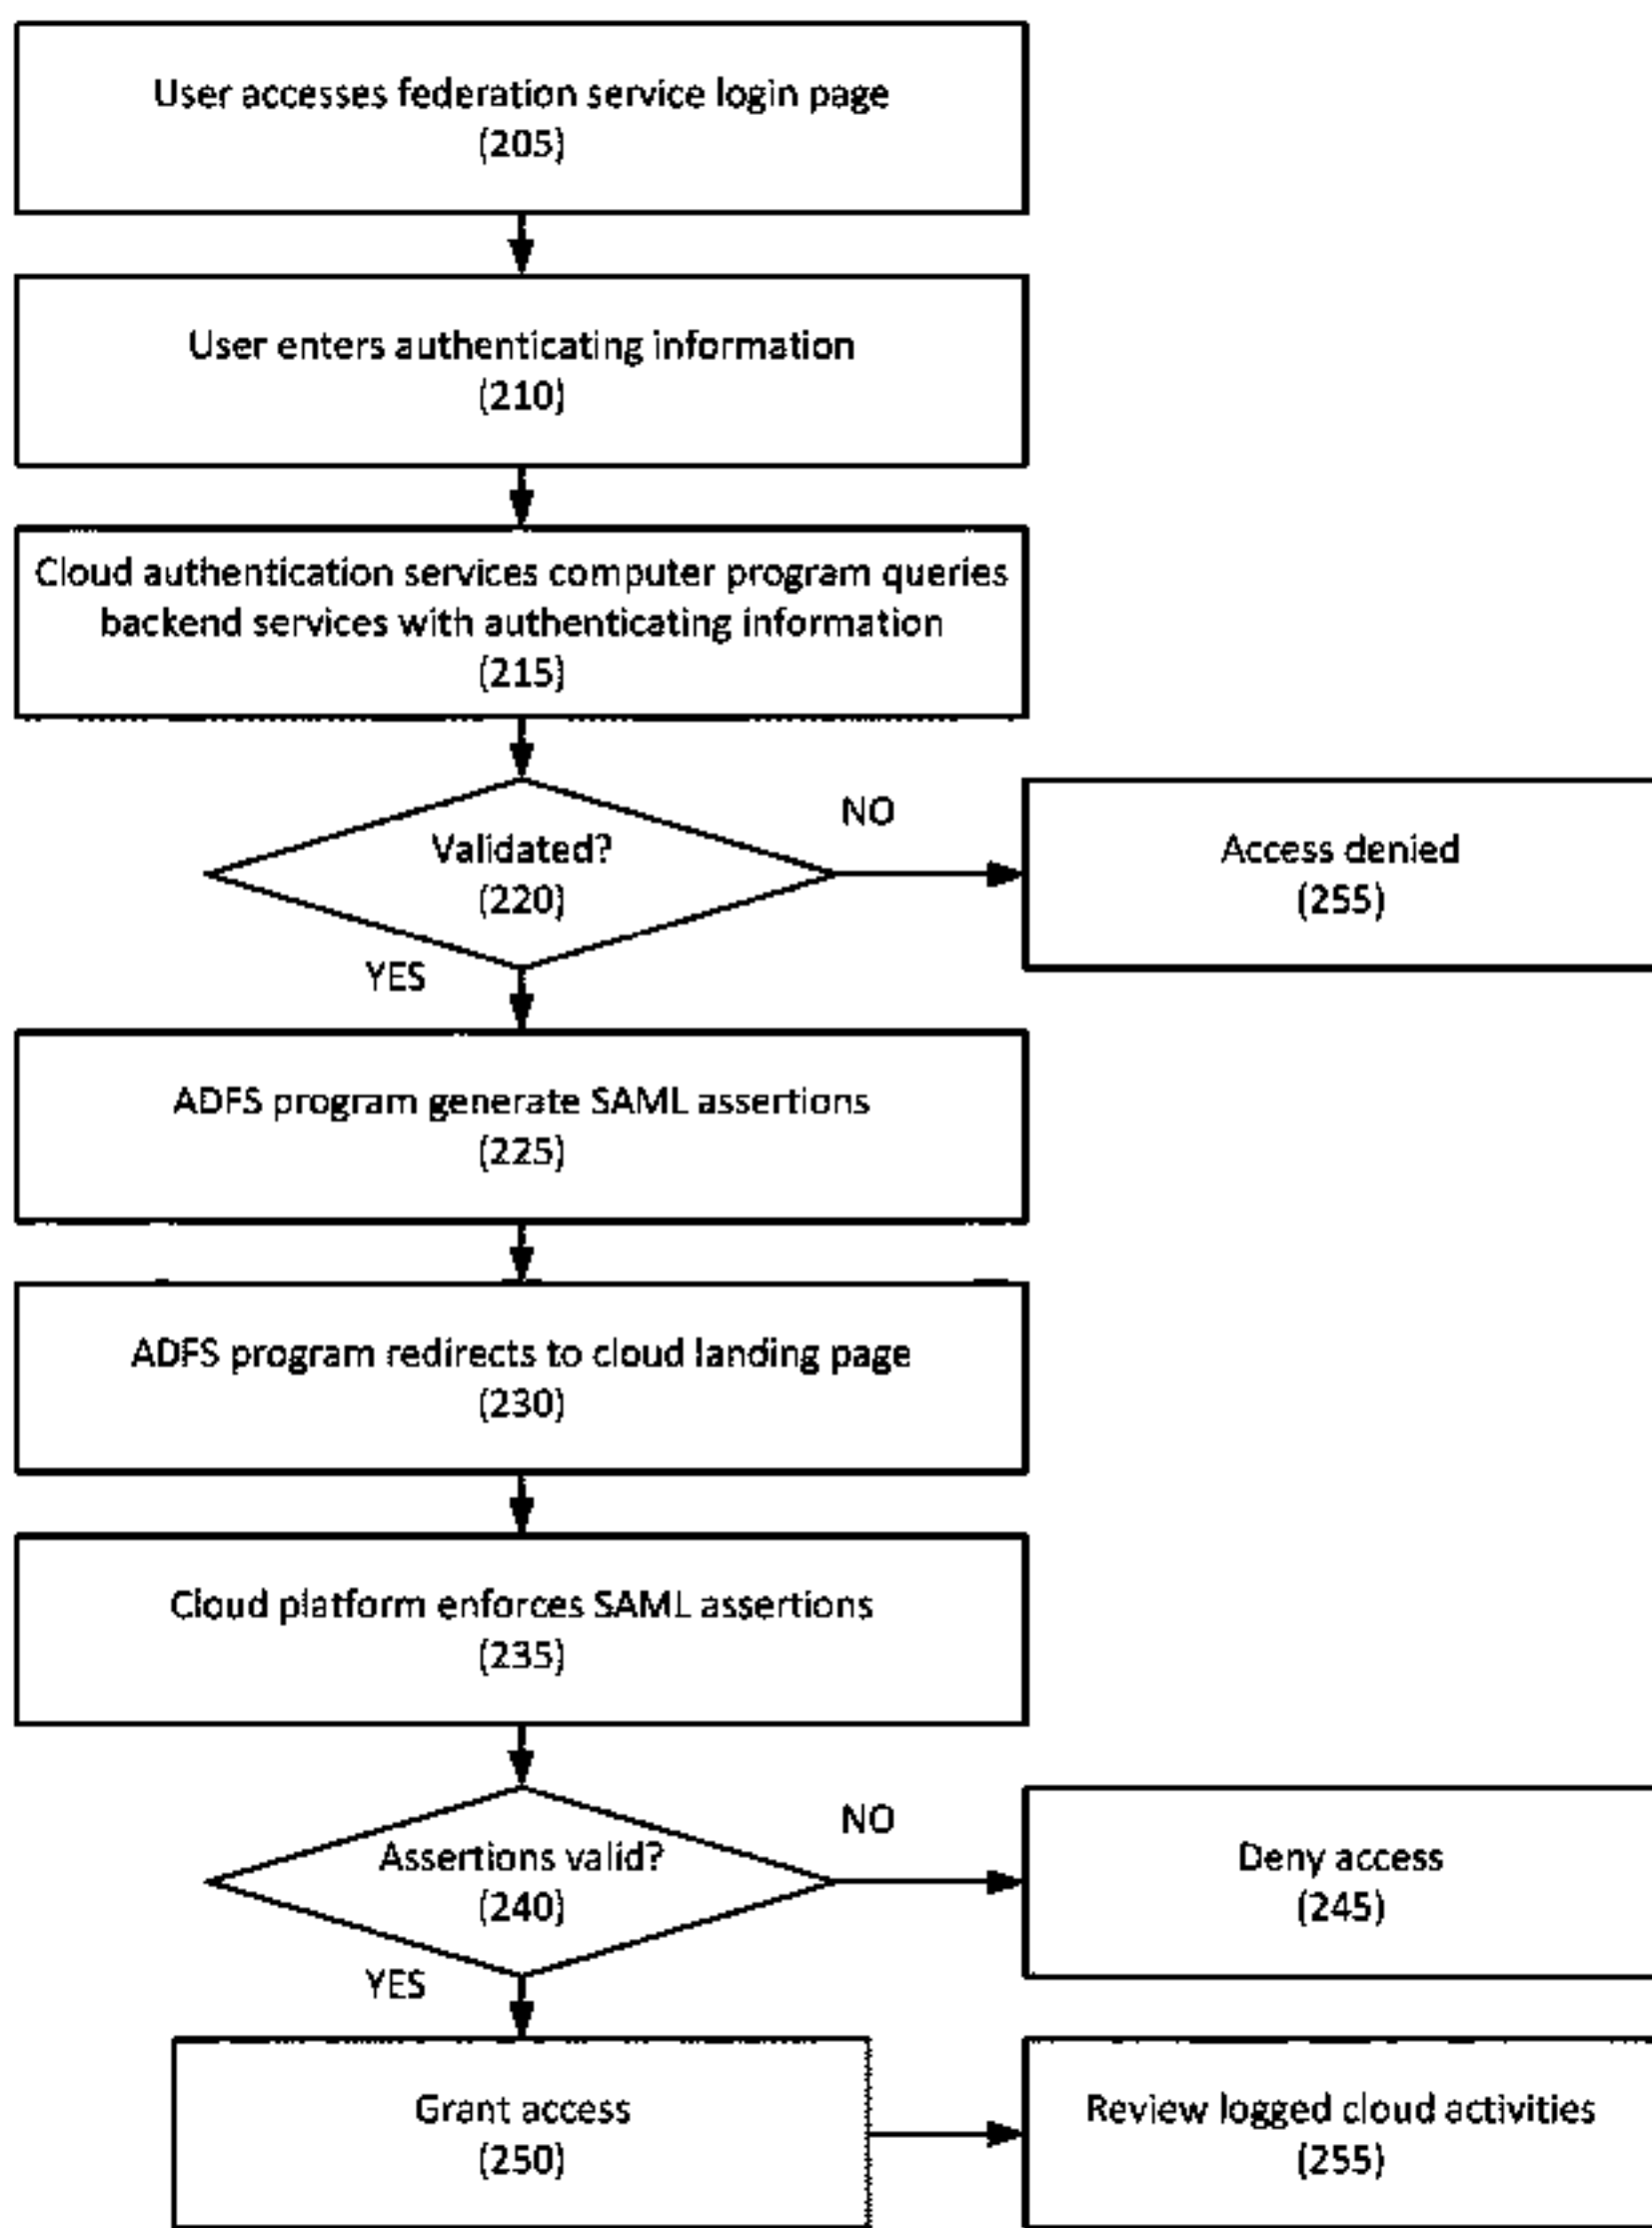 User accesses federation service login page
(205)
User enters authenticating information
(210)
Cloud authentication services computer program queries
backend services with authenticating information
(215)
Validated?
(220)
NO
Access denied
(255)
YES
ADFS program generate SAML assertions
(225)
ADFS program redirects to cloud landing page
(230)
Cloud platform enforces SAML assertions
(235)
Assertions valid?
(240)
NO
Deny access
(245)
YES
Grant access
(250)
Review logged cloud activities
(255)